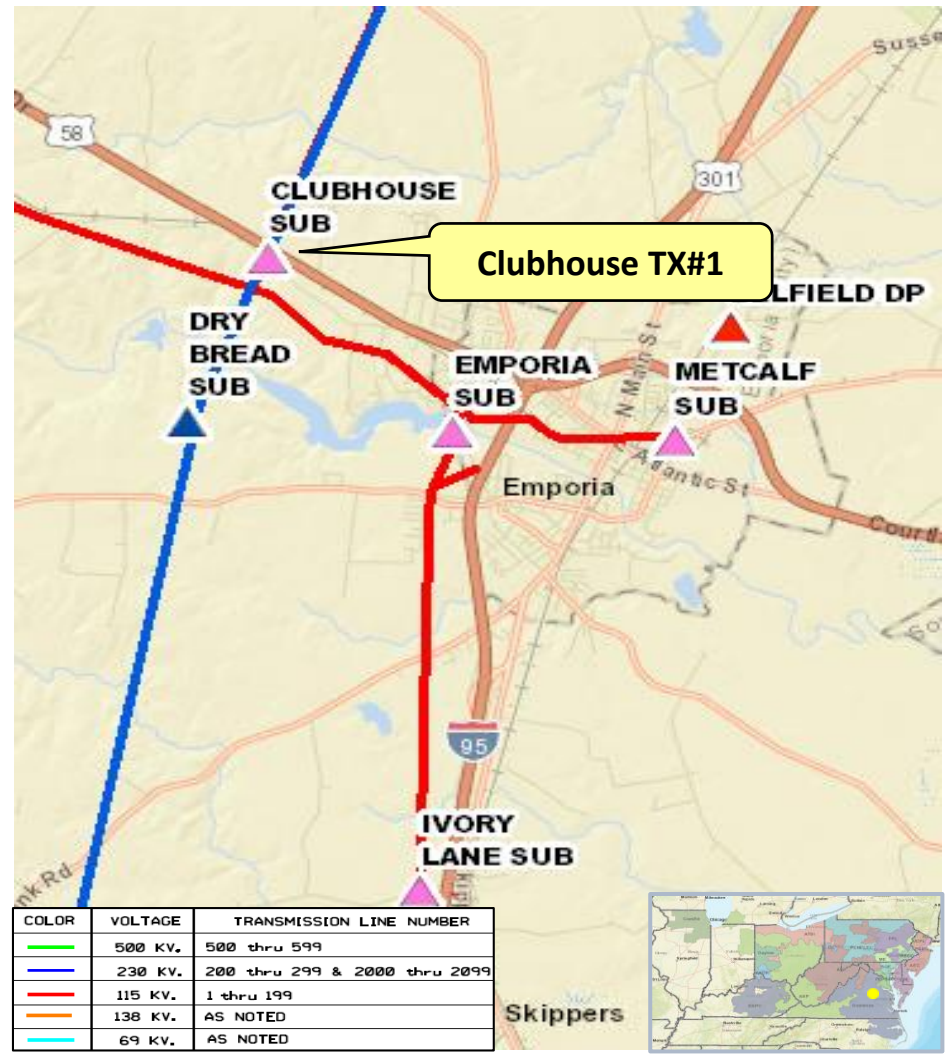 Susse
58
301
CLUBHOUSE
SUB
Clubhouse TX#1
LFIELD DP
DRY
BREAD
SUB
N Main St
EMPORIA
SUB
METCALF
SUB
E Atlantic St
Emporia
Courtl
95
IVORY
LANE SUB
nk Rd
Skippers
COLOR VOLTAGE TRANSMISSION LINE NUMBER
500 KV. 500 thru 599
230 KV. 200 thru 299 & 2000 thru 2099
115 KV. 1 thru 199
138 KV. AS NOTED
69 KV. AS NOTED